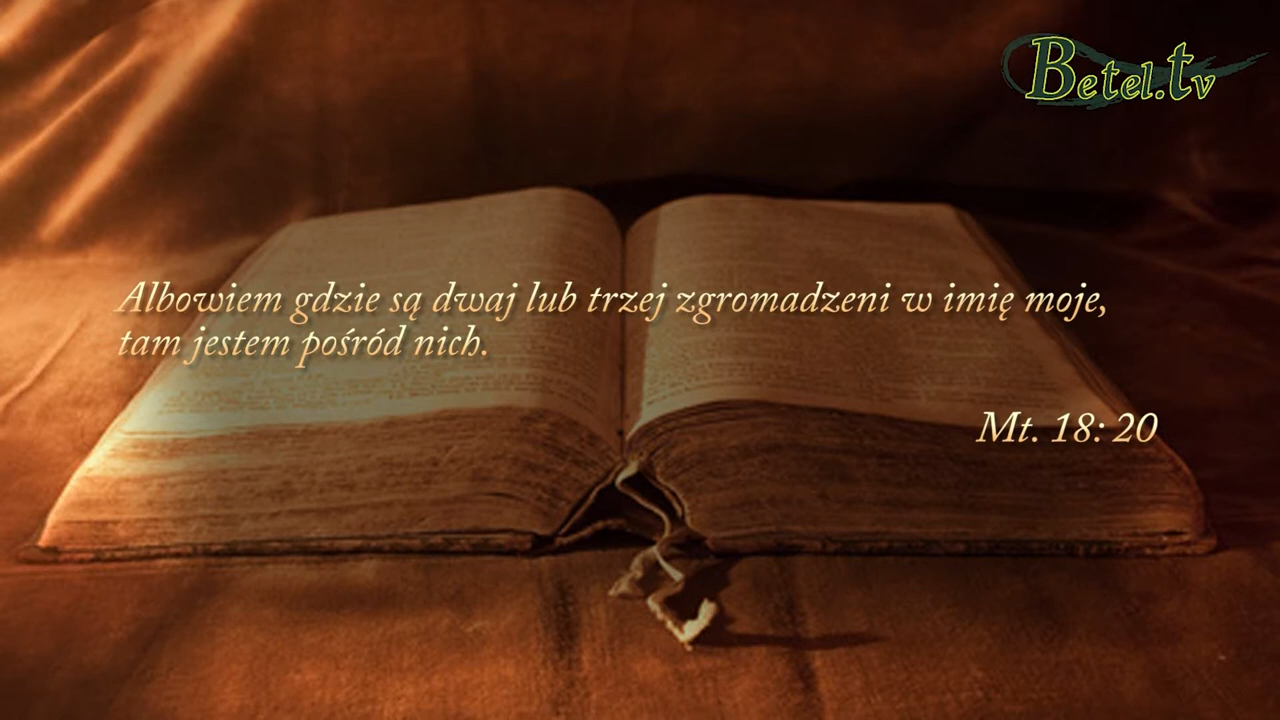 Betel.tv
Albowiem gdzie są dwaj lub trzej zgromadzeni w imię moje,
tam jestem pośród nich.
Mt. 18: 20